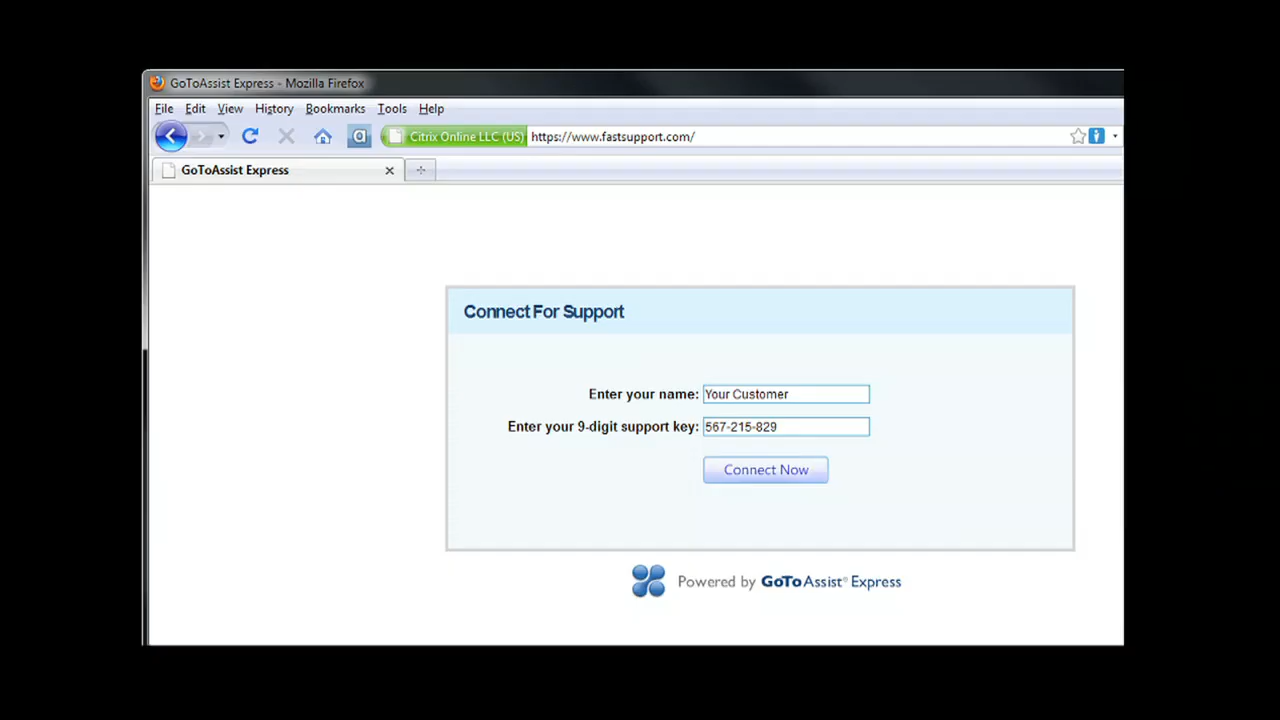 GoToAssist Express - Mozilla Firefox
File Edit View History Bookmarks Tools Help
Citrix Online LLC (US) https://www.fastsupport.com/
GoToAssist Express
Connect For Support
Enter your name: Your Customer
Enter your 9-digit support key: 567-215-829
Connect Now
Powered by GoToAssist® Express